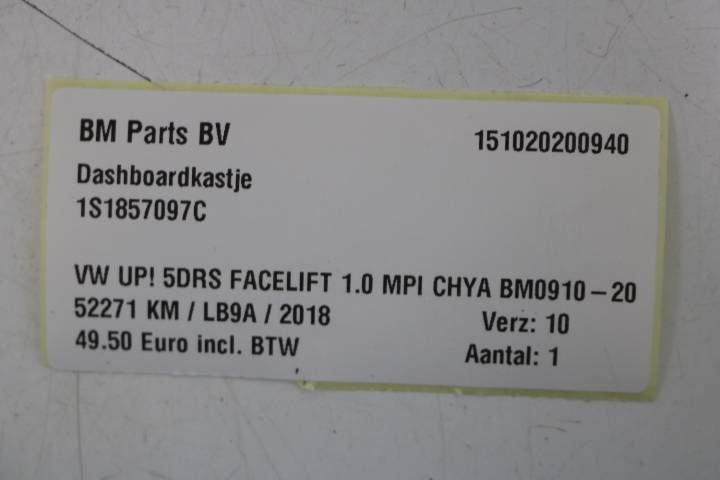 BM Parts BV 151020200940
Dashboardkastje
1S1857097C
VW UP! 5DRS FACELIFT 1.0 MPI CHYA BM0910-20
52271 KM / LB9A / 2018 Verz: 10
49.50 Euro incl. BTW Aantal: 1